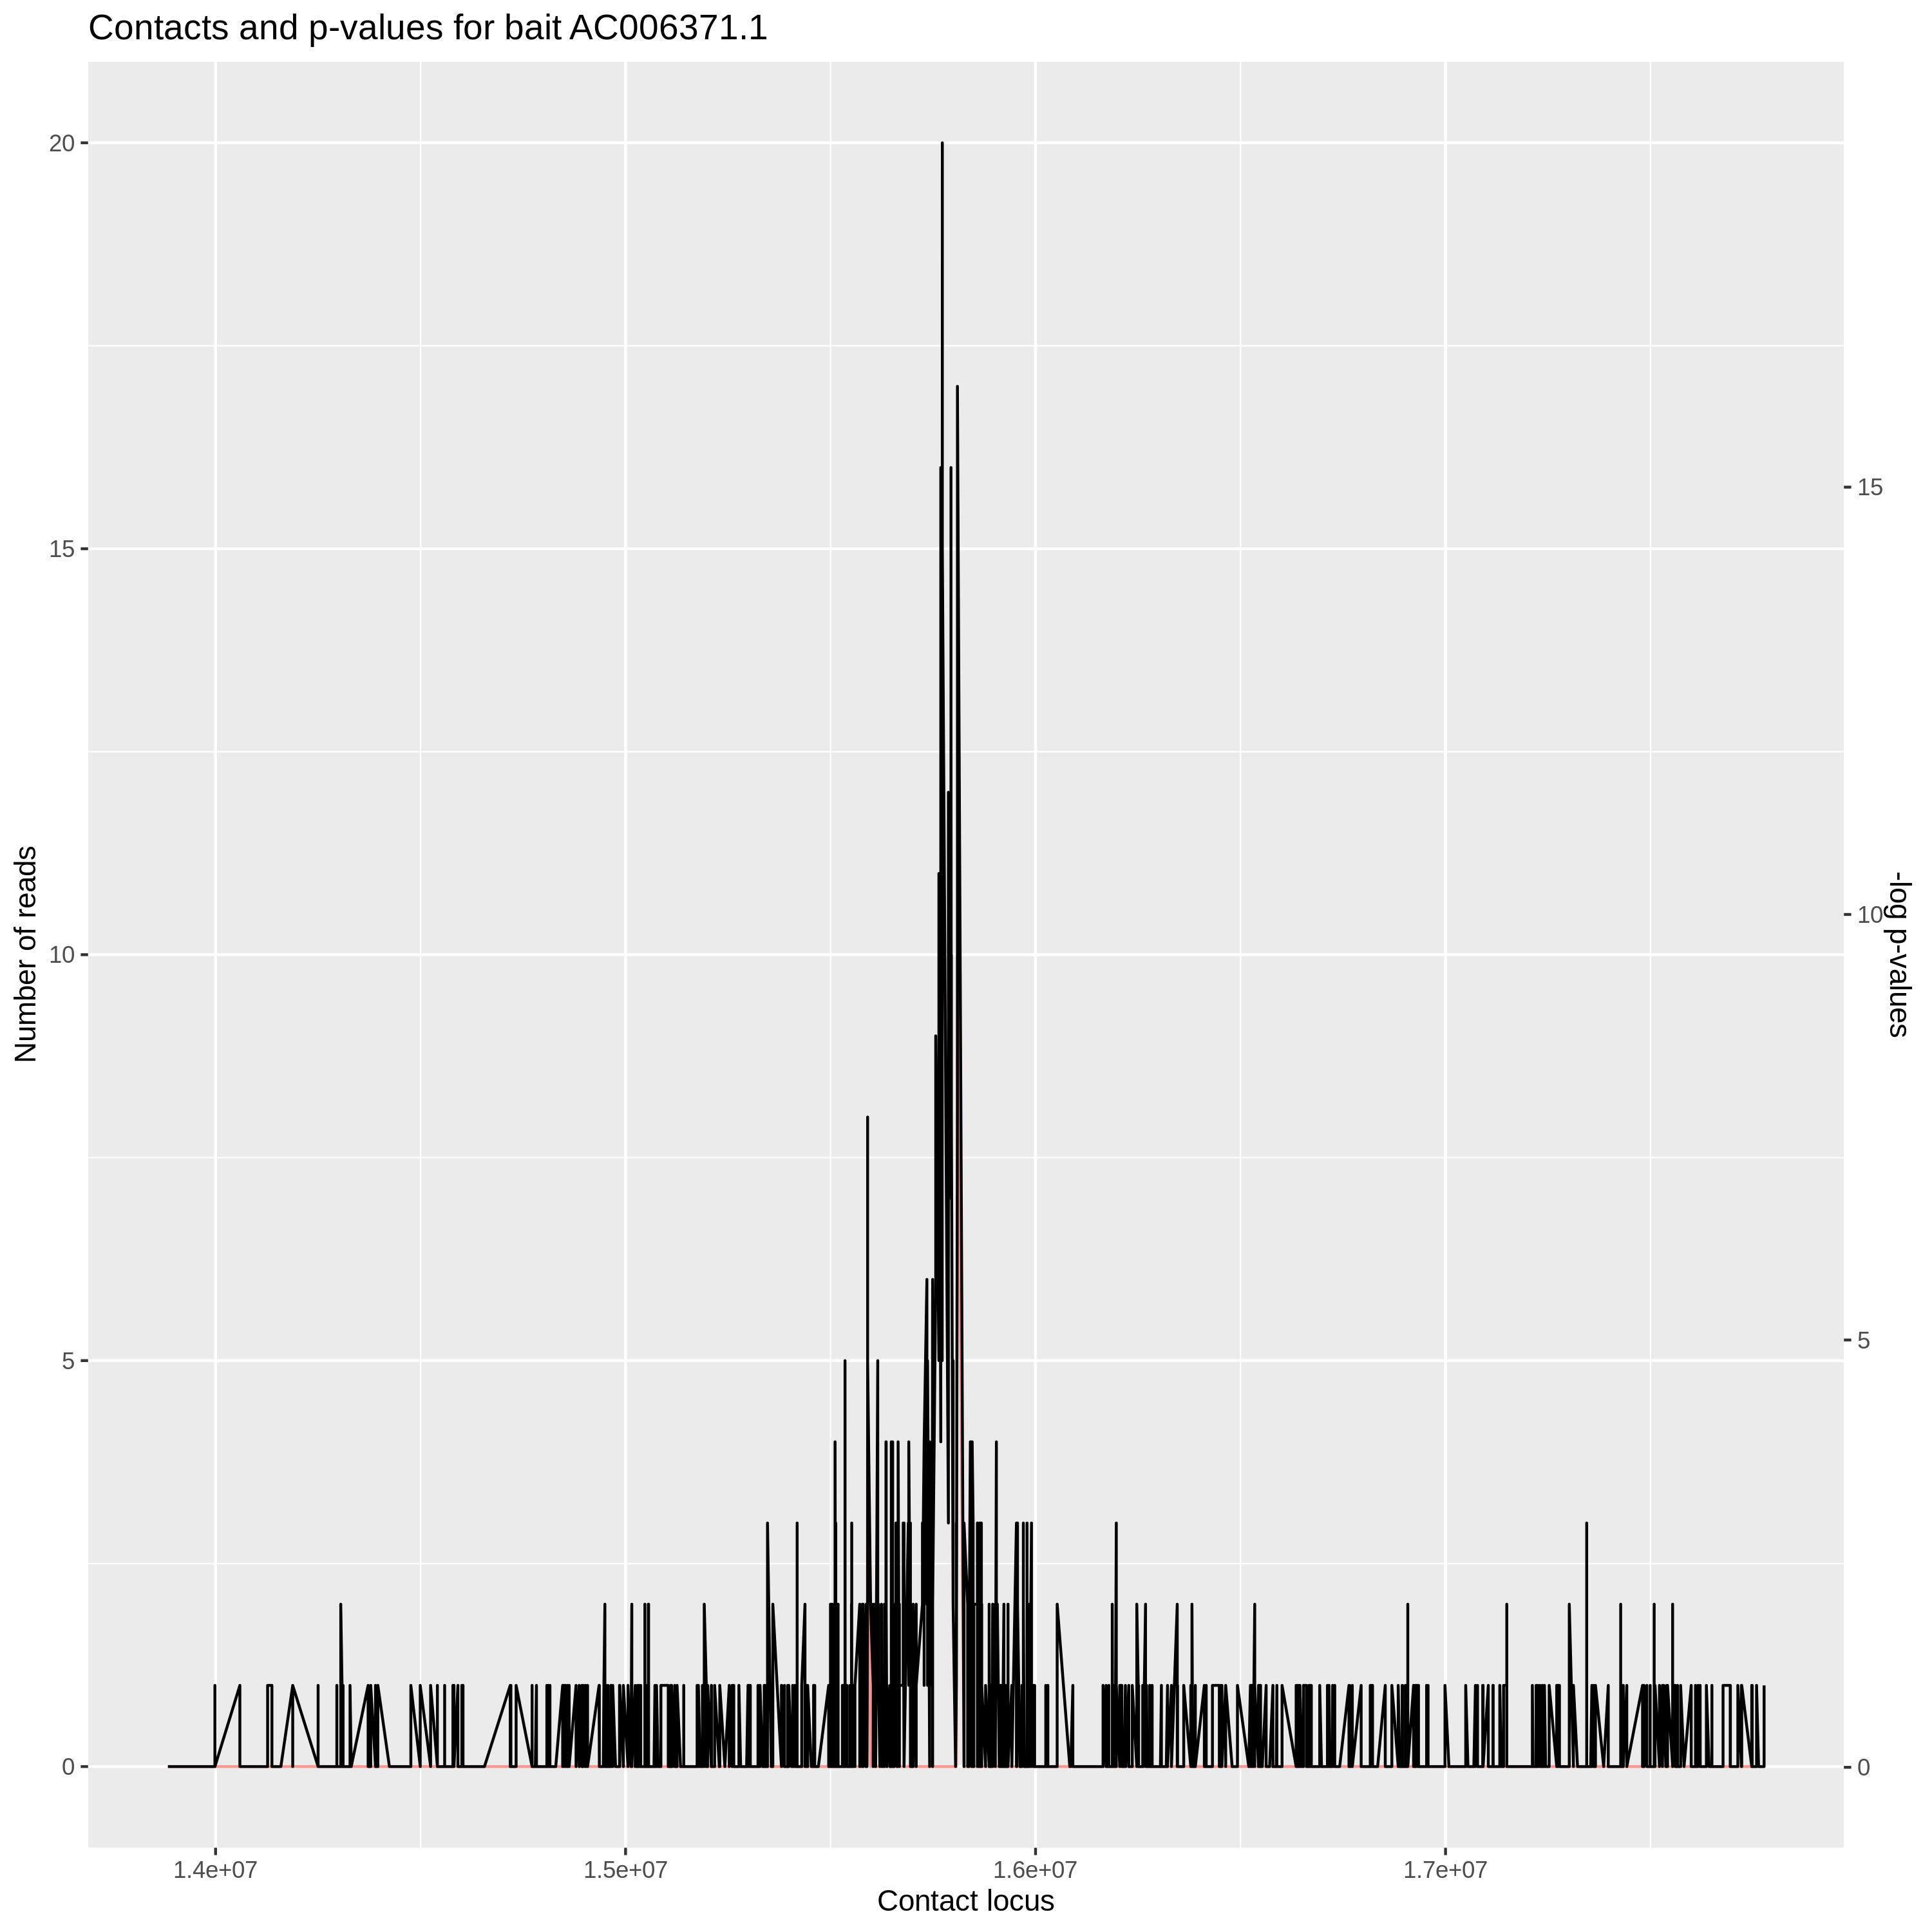 Contacts and p-values for bait AC006371.1
20
15
10
5
0
Number of reads
15
10
5
0
-log p-values
1.4e+07
1.5e+07
1.6e+07
1.7e+07
Contact locus